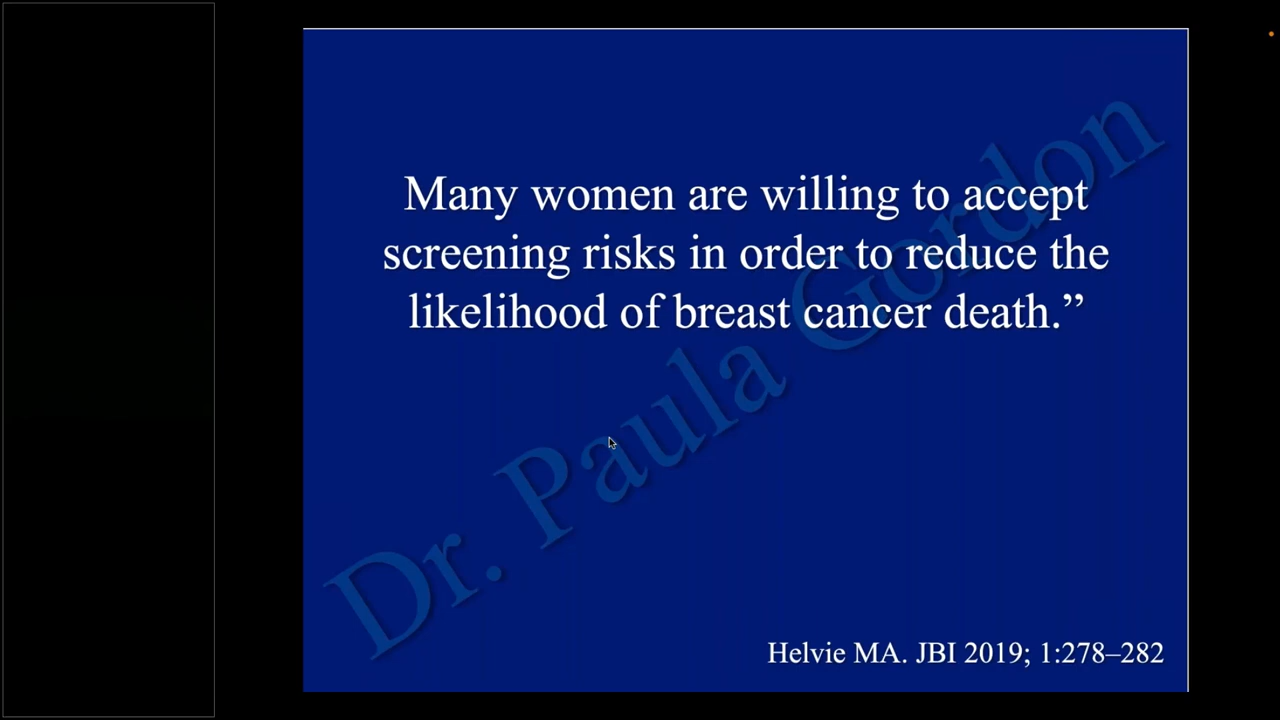 Many women are willing to accept
screening risks in order to reduce the
likelihood of breast cancer death.”
Dr. Paula Gordon
Helvie MA. JBI 2019; 1:278–282